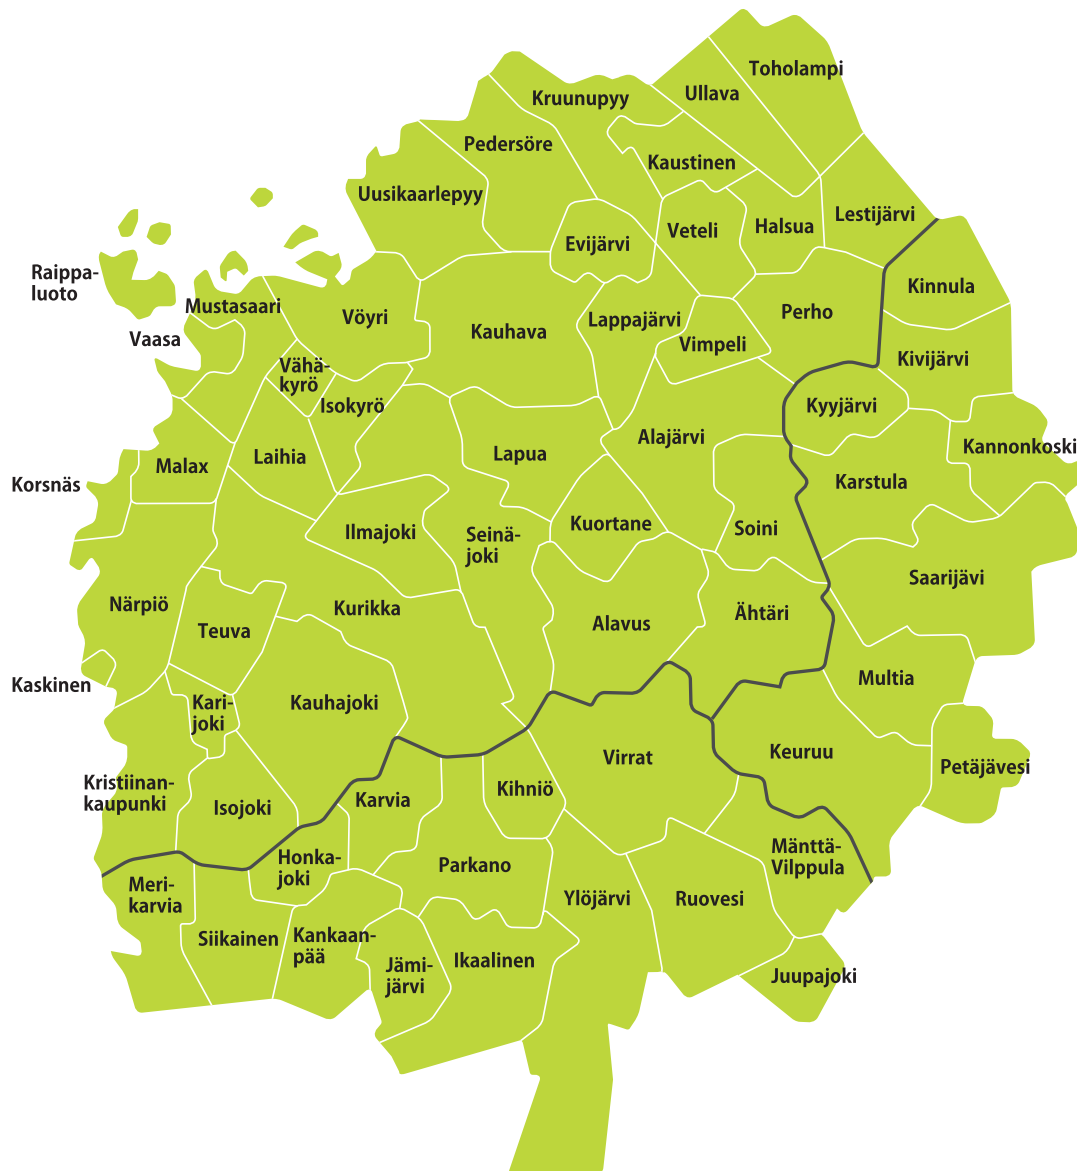 Toholampi
Ullava
Kruunupyy
Pedersöre
Kaustinen
Uusikaarlepyy
Lestijärvi
Halsua
Veteli
Evijärvi
Raippa-
luoto
Kinnula
Mustasaari
Vöyri
Perho
Lappajärvi
Kauhava
Vaasa
Vimpeli
Kivijärvi
Vähä-
kyrö
Isokyrö
Kyyjärvi
Alajärvi
Kannonkoski
Lapua
Laihia
Malax
Korsnäs
Karstula
Kuortane
Soini
Ilmajoki
Seinä-
joki
Saarijävi
Närpiö
Kurikka
Ähtäri
Alavus
Teuva
Multia
Kaskinen
Kari-
joki
Kauhajoki
Keuruu
Virrat
Petäjävesi
Kristiinan-
kaupunki
Kihniö
Karvia
Isojoki
Mänttä-
Vilppula
Honka-
joki
Parkano
Meri-
karvia
Ylöjärvi
Ruovesi
Siikainen
Kankaan-
pää
Ikaalinen
Jämi-
järvi
Juupajoki